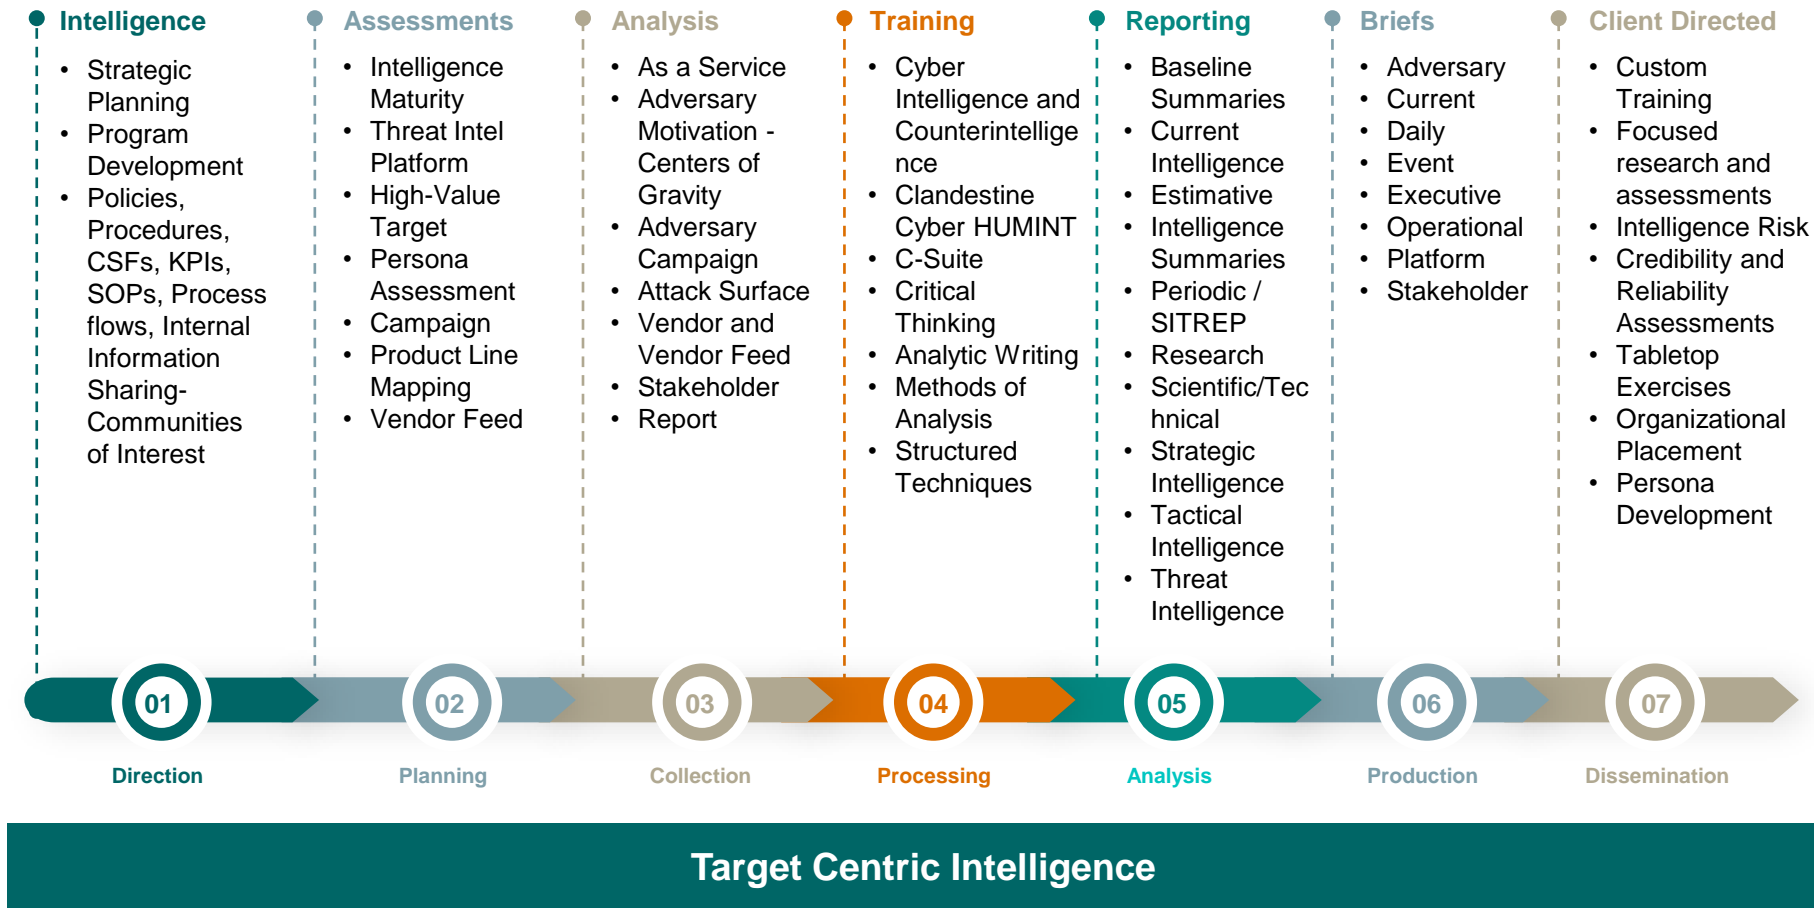 Intelligence
• Strategic
Planning
• Program
Development
• Policies,
Procedures,
CSFs, KPIs,
SOPs, Process
flows, Internal
Information
Sharing-
Communities
of Interest
Assessments
• Intelligence
Maturity
• Threat Intel
Platform
• High-Value
Target
• Persona
Assessment
• Campaign
• Product Line
Mapping
• Vendor Feed
Analysis
• As a Service
• Adversary
Motivation -
Centers of
Gravity
• Adversary
Campaign
• Attack Surface
• Vendor and
Vendor Feed
• Stakeholder
• Report
Training
• Cyber
Intelligence and
Counterintellige
nce
• Clandestine
Cyber HUMINT
• C-Suite
• Critical
Thinking
• Analytic Writing
• Methods of
Analysis
• Structured
Techniques
Reporting
• Baseline
Summaries
• Current
Intelligence
• Estimative
• Intelligence
Summaries
• Periodic /
SITREP
• Research
• Scientific/Tec
hnical
• Strategic
Intelligence
• Tactical
Intelligence
• Threat
Intelligence
Briefs
• Adversary
• Current
• Daily
• Event
• Executive
• Operational
• Platform
• Stakeholder
Client Directed
• Custom
Training
• Focused
research and
assessments
• Intelligence Risk
• Credibility and
Reliability
Assessments
• Tabletop
Exercises
• Organizational
Placement
• Persona
Development
01
02
03
04
05
06
07
Direction
Planning
Collection
Processing
Analysis
Production
Dissemination
Target Centric Intelligence